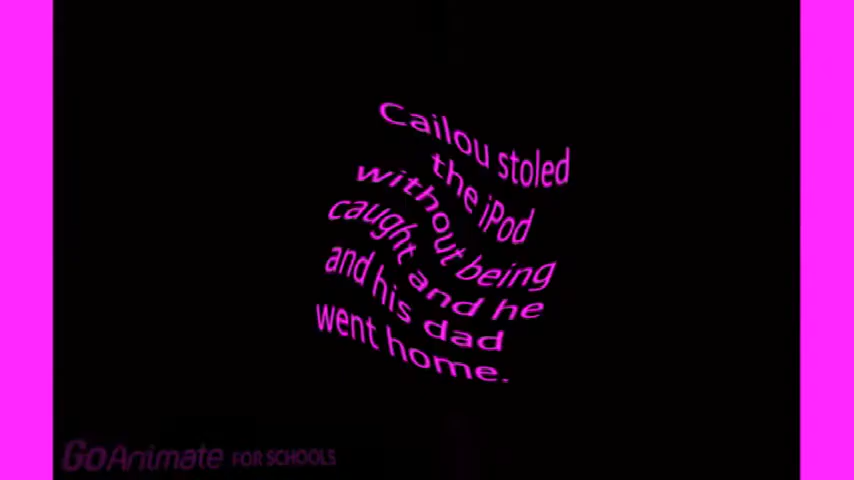 Cailou stoled
the iPod
without being
caught and he
and his dad
went home.
GoAnimate FOR SCHOOLS